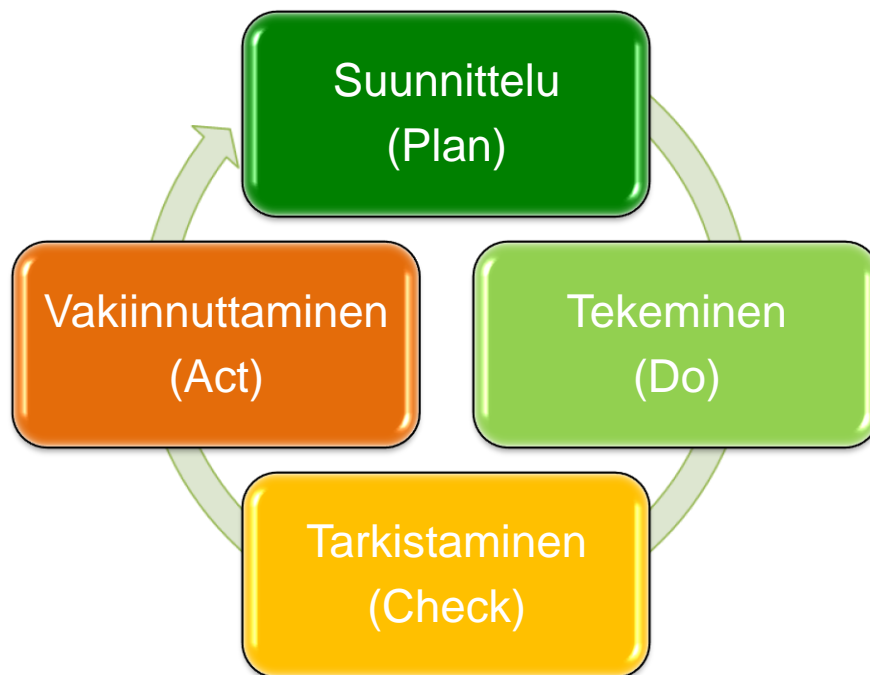 Suunnittelu
(Plan)
Tekeminen
(Do)
Tarkistaminen
(Check)
Vakiinnuttaminen
(Act)